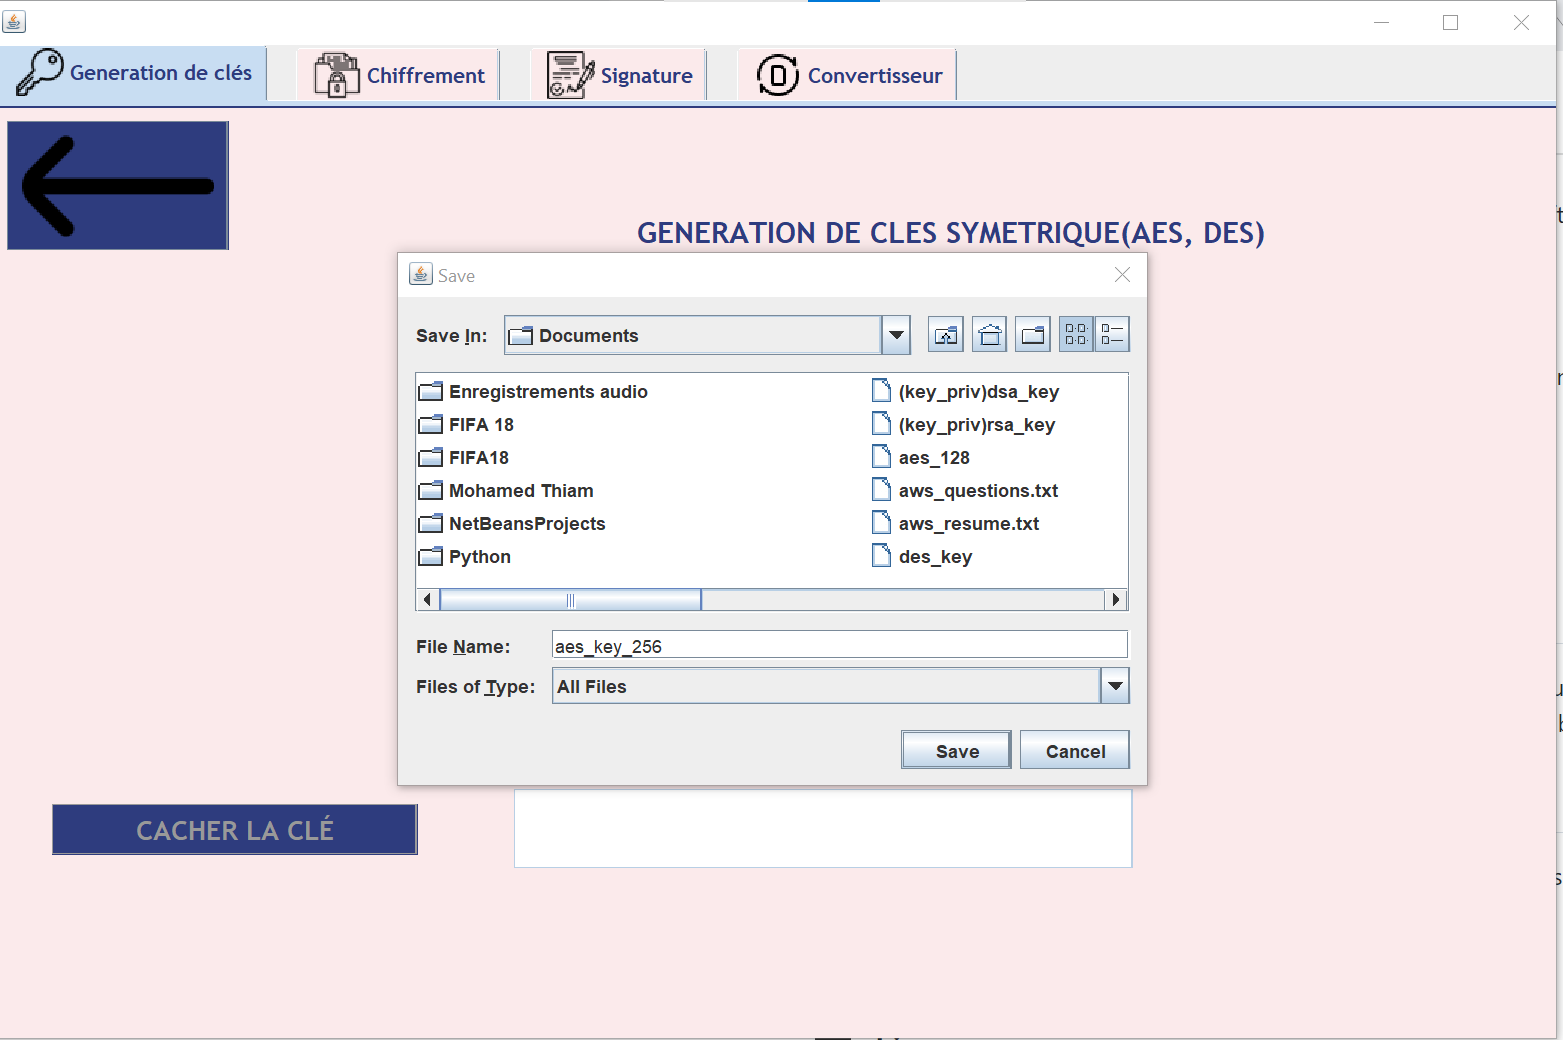 Generation de clés
Chiffrement
Signature
Convertisseur
GENERATION DE CLES SYMETRIQUE(AES, DES)
Save
Save In:
Documents
Enregistrements audio
FIFA 18
FIFA18
Mohamed Thiam
NetBeansProjects
Python
(key_priv)dsa_key
(key_priv)rsa_key
aes_128
aws_questions.txt
aws_resume.txt
des_key
File Name:
aes_key_256
Files of Type:
All Files
Save
Cancel
CACHER LA CLÉ